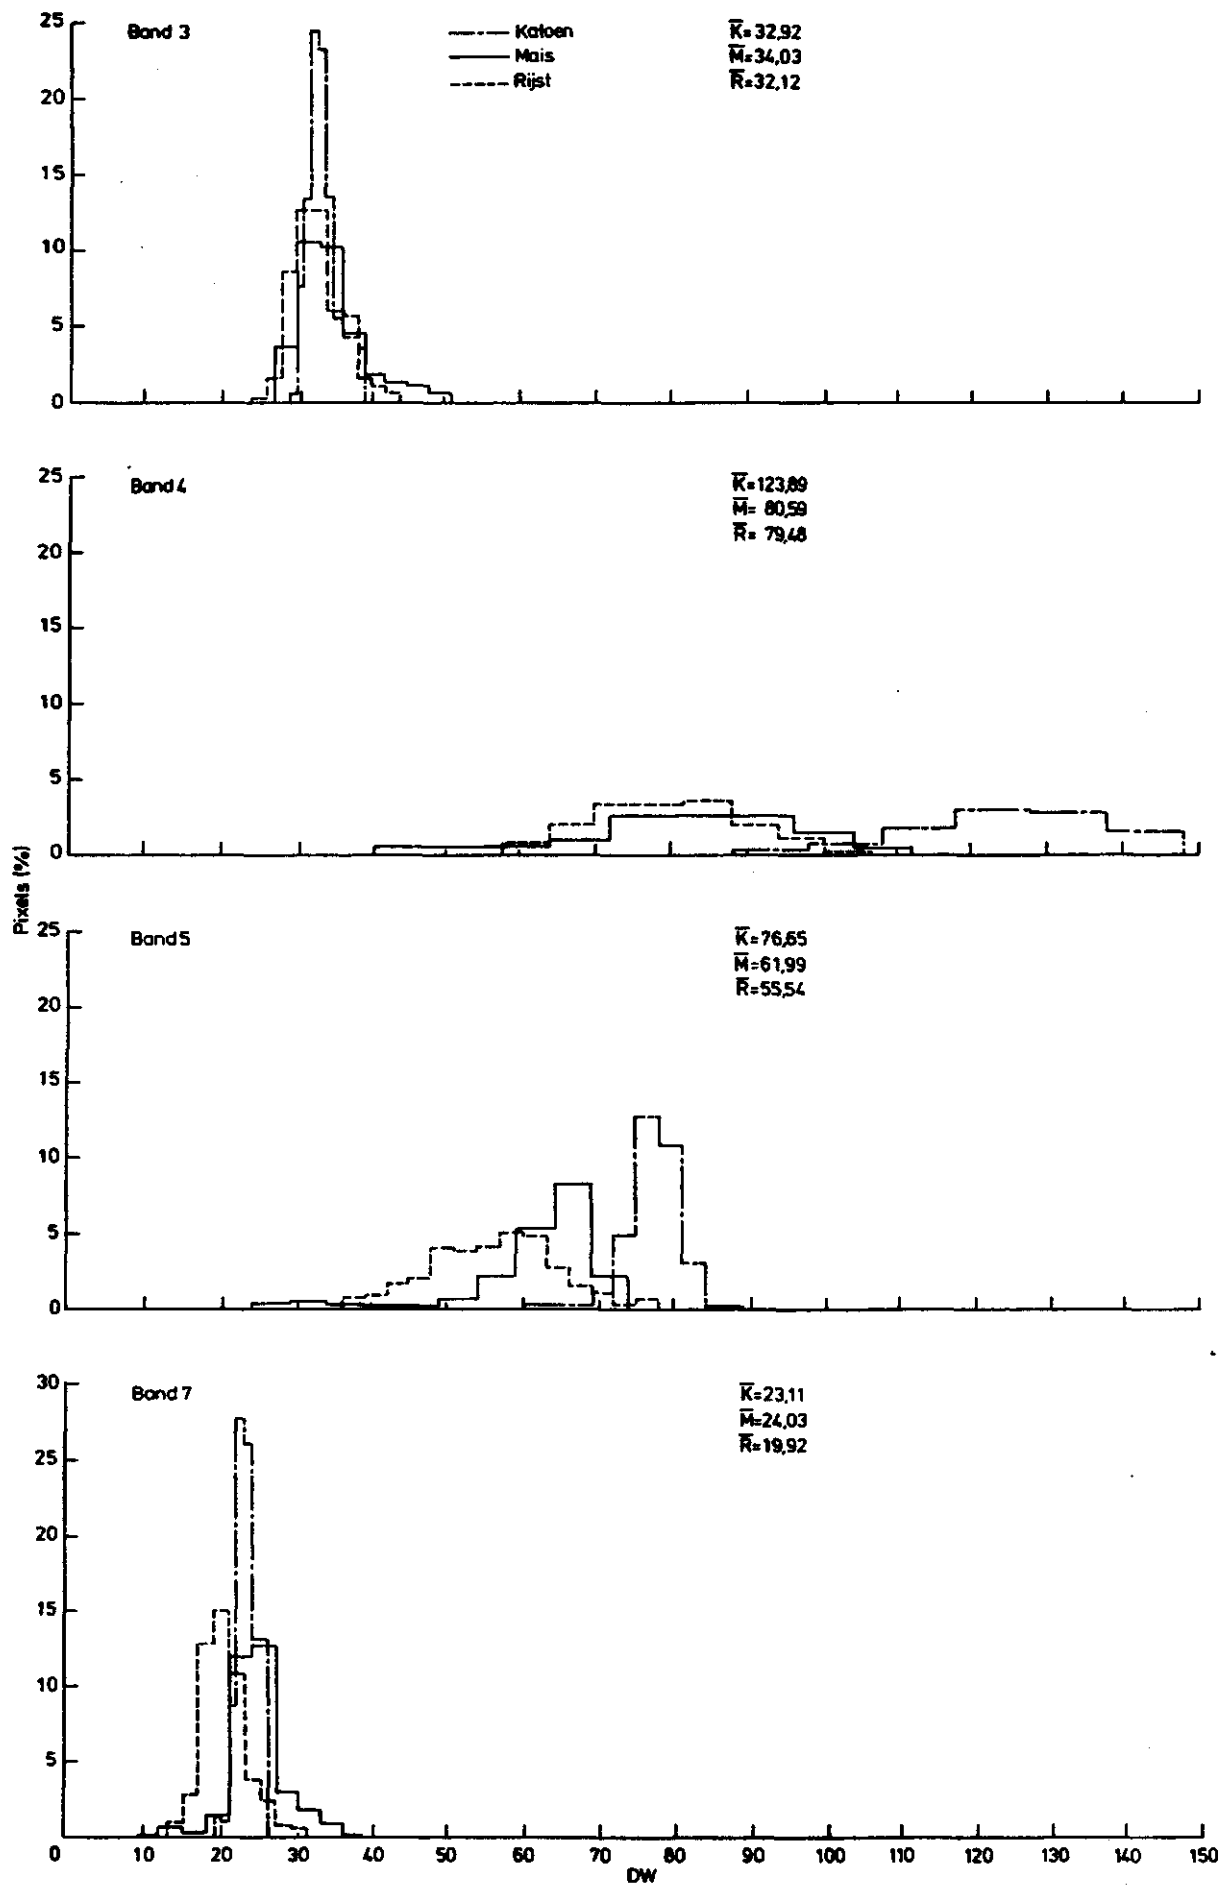 Band 3
Katoen
Mais
Rijst
K̅=32,92
M̅=34,03
R̅=32,12
25
20
15
10
5
0
Band 4
K̅=123,89
M̅= 80,59
R̅= 79,48
25
20
15
10
5
0
Pixels (%)
Band 5
K̅=76,65
M̅=61,99
R̅=55,54
25
20
15
10
5
0
Band 7
K̅=23,11
M̅=24,03
R̅=19,92
30
25
20
15
10
5
0 10 20 30 40 50 60 70 80 90 100 110 120 130 140 150
DW